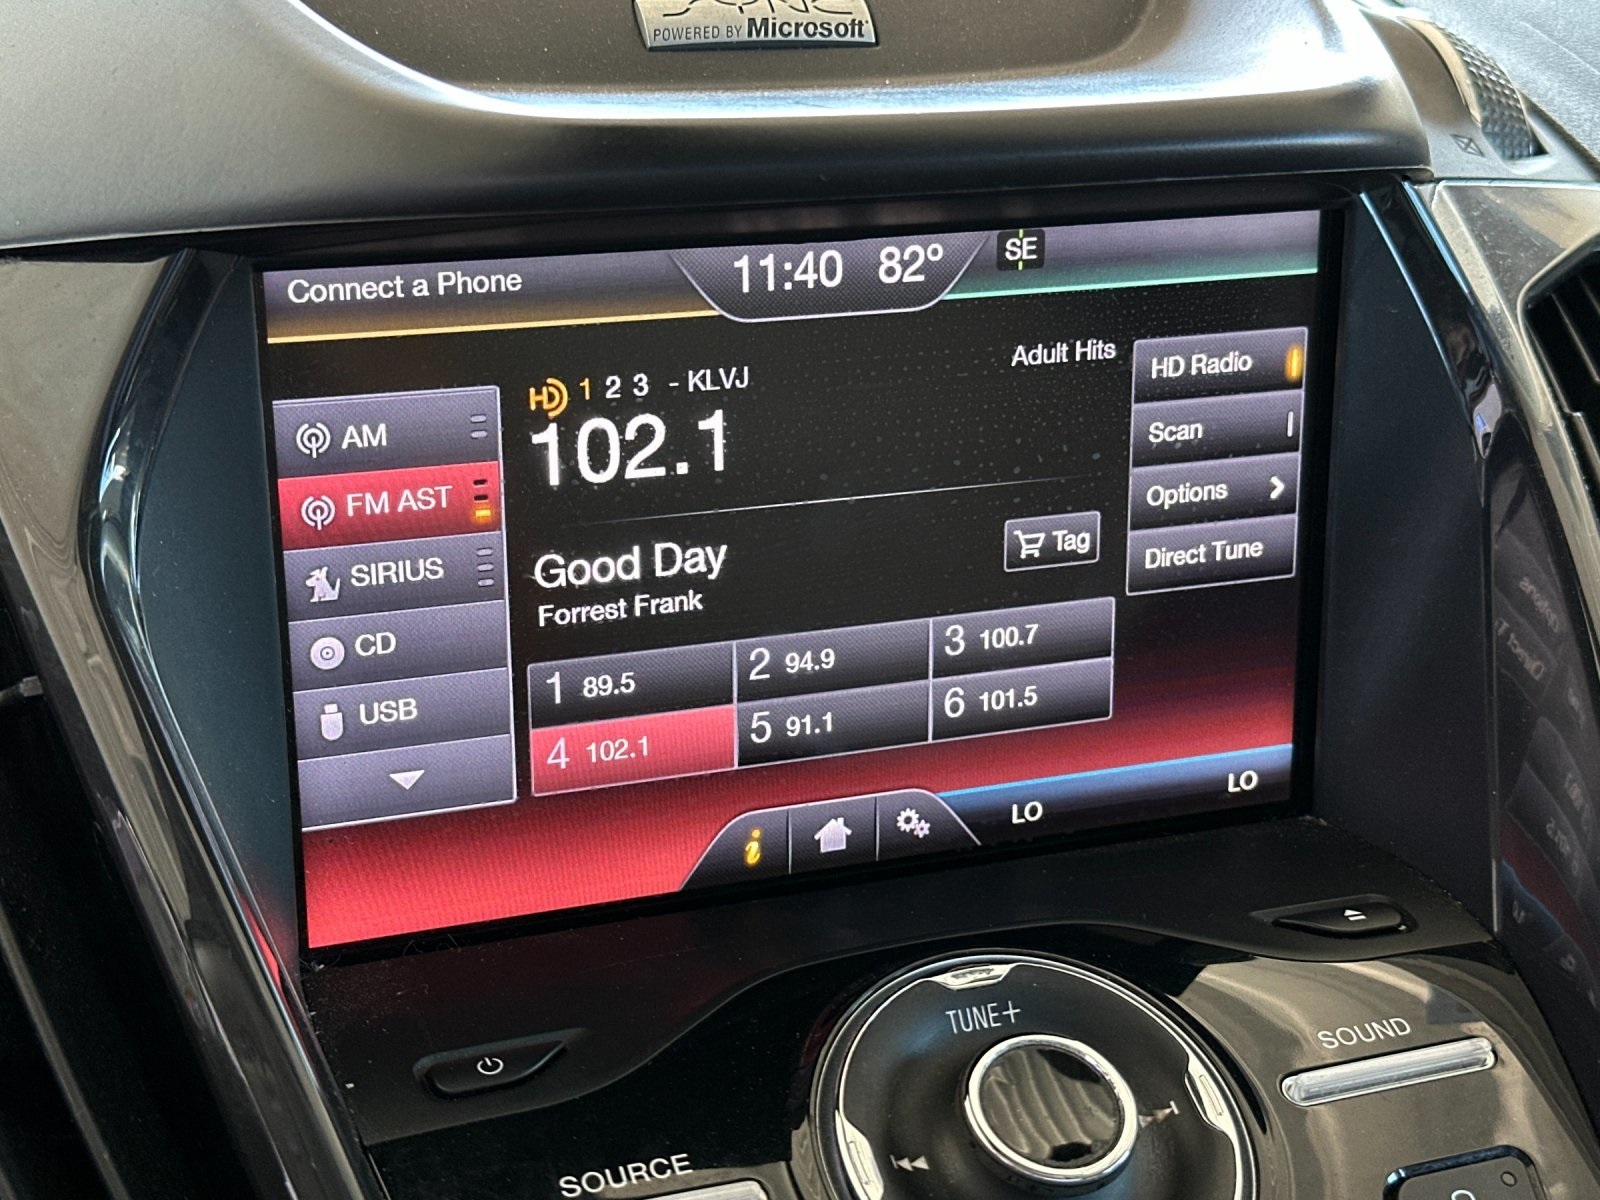 SYNC
POWERED BY Microsoft
Connect a Phone
11:40 82°
SE
HD 1 2 3 - KLVJ
Adult Hits
102.1
AM
FM AST
SIRIUS
CD
USB
Good Day
Forrest Frank
Tag
HD Radio
Scan
Options
Direct Tune
1 89.5
2 94.9
3 100.7
4 102.1
5 91.1
6 101.5
i
LO
LO
TUNE+
SOUND
SOURCE